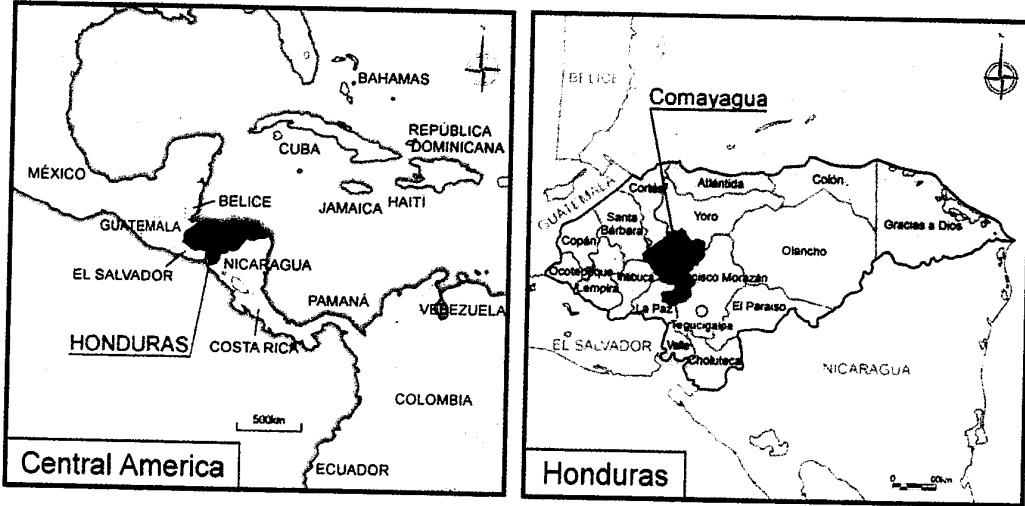 BAHAMAS
REPÚBLICA
DOMINICANA
CUBA
MÉXICO
JAMAICA
HAITÍ
BELICE
GUATEMALA
EL SALVADOR
NICARAGUA
PAMANÁ
VEBEZUELA
HONDURAS
COSTA RICA
COLOMBIA
500km
Central America
ECUADOR
BELICE
Comayagua
GUATEMALA
Cortés
Atlántida
Colón
Santa
Bárbara
Yoro
Gracias a Dios
Copán
Olancho
Ocotepeque
Lempira
La Paz
El Paraíso
Tegucigalpa
EL SALVADOR
Valle
Choluteca
NICARAGUA
Honduras